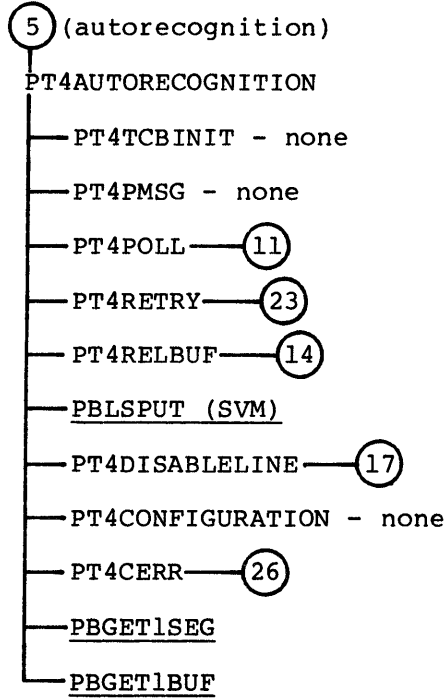 5 (autorecognition)
PT4AUTORECOGNITION
PT4TCBINIT - none
PT4PMSG - none
PT4POLL 11
PT4RETRY 23
PT4RELBUF 14
PBLSPUT (SVM)
PT4DISABLELINE 17
PT4CONFIGURATION - none
PT4CERR 26
PBGET1SEG
PBGET1BUF